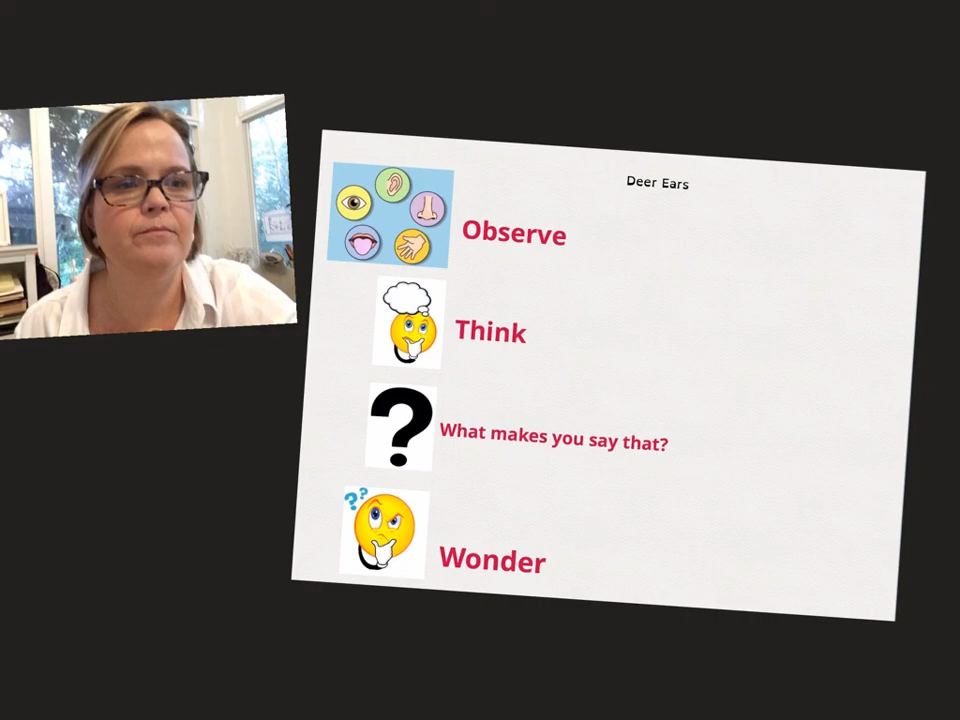 Deer Ears
Observe
Think
What makes you say that?
Wonder